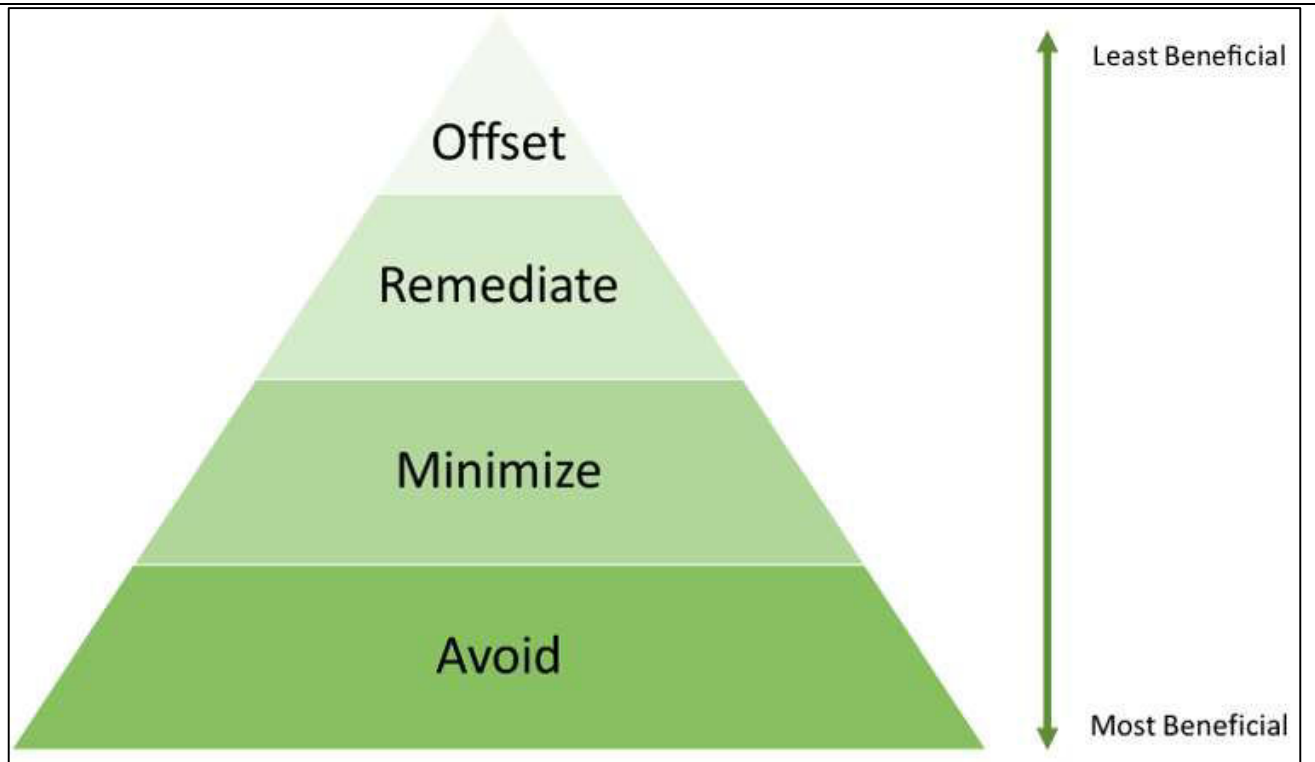 Least Beneficial
Offset
Remediate
Minimize
Avoid
Most Beneficial